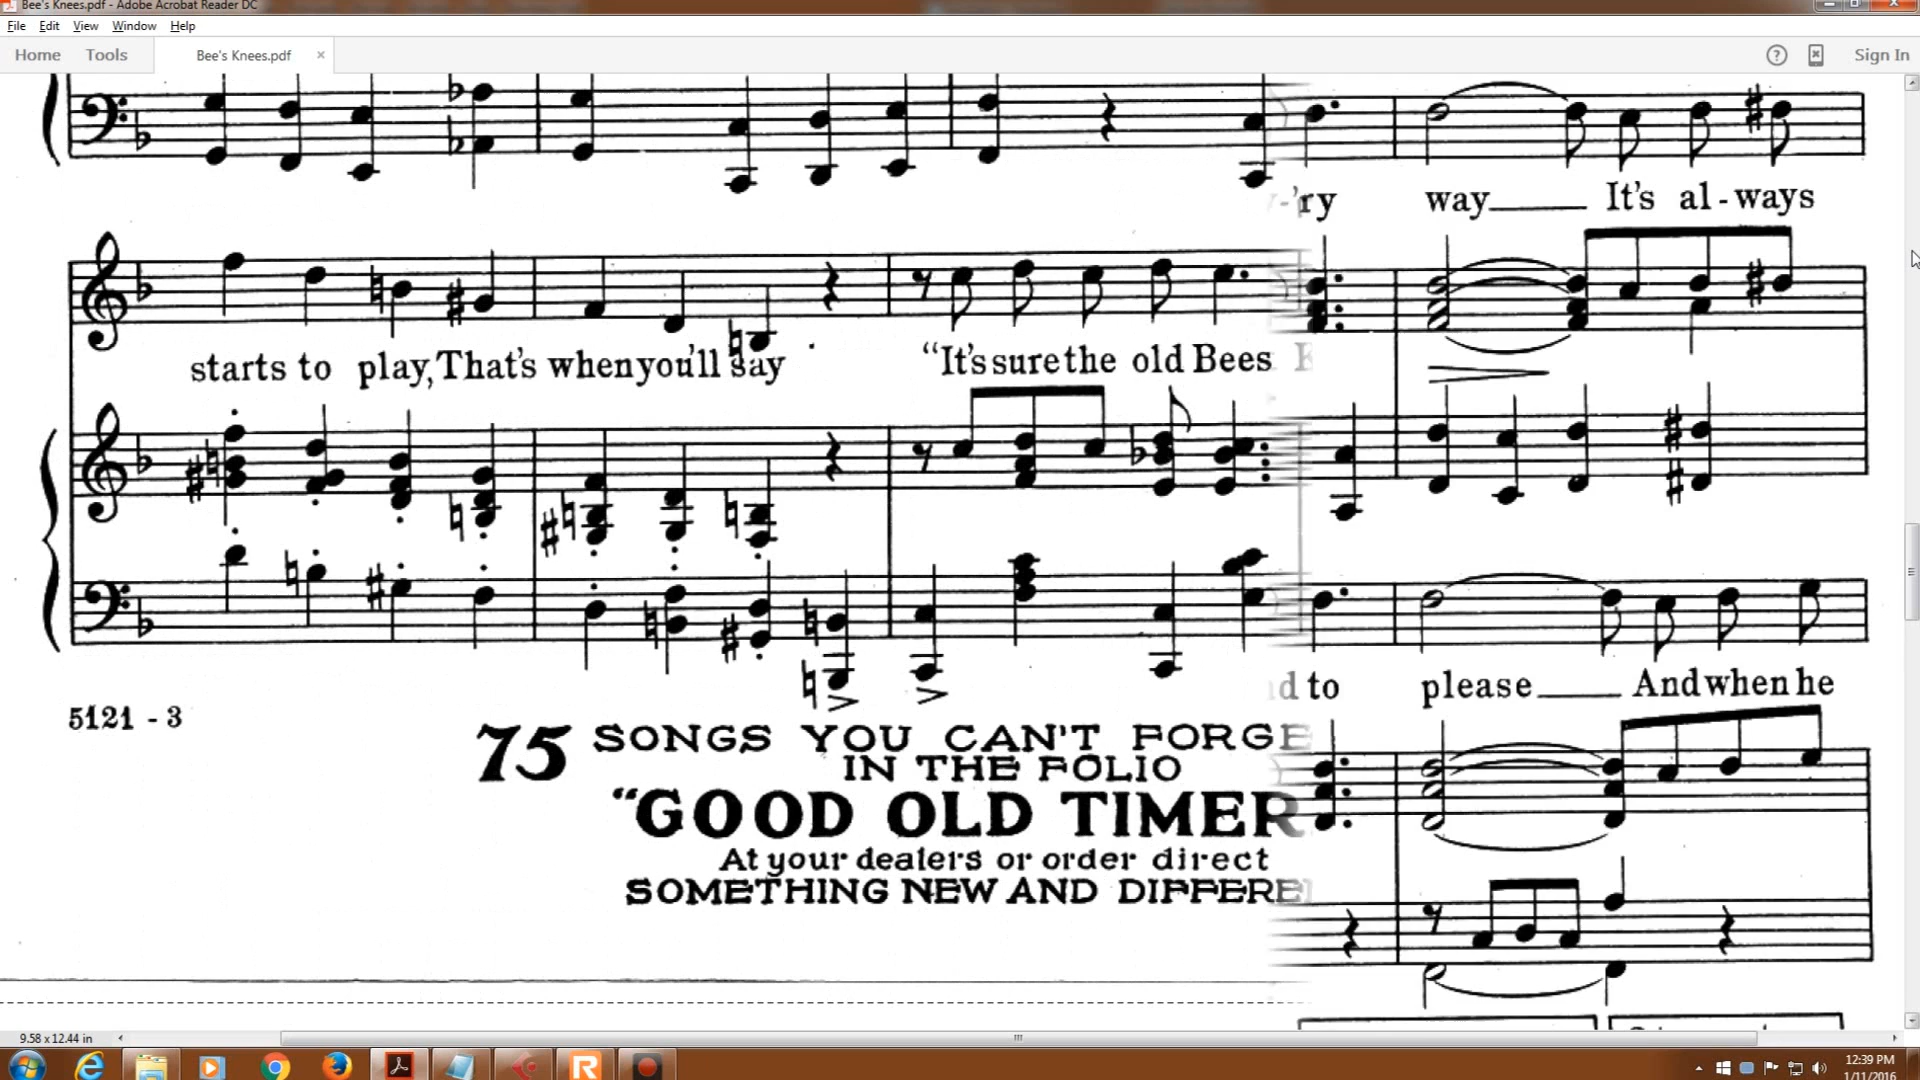 Bee's Knees.pdf - Adobe Acrobat Reader DC
File Edit View Window Help
Home Tools Bee's Knees.pdf × ? Sign In
-'ry way It's al-ways
starts to play, That's when you'll say "It's sure the old Bees K
d to please And when he
5121 - 3
75 SONGS YOU CAN'T FORGE
IN THE FOLIO
"GOOD OLD TIMER
At your dealers or order direct
SOMETHING NEW AND DIFFERE
9.58 x 12.44 in
12:39 PM
1/11/2016